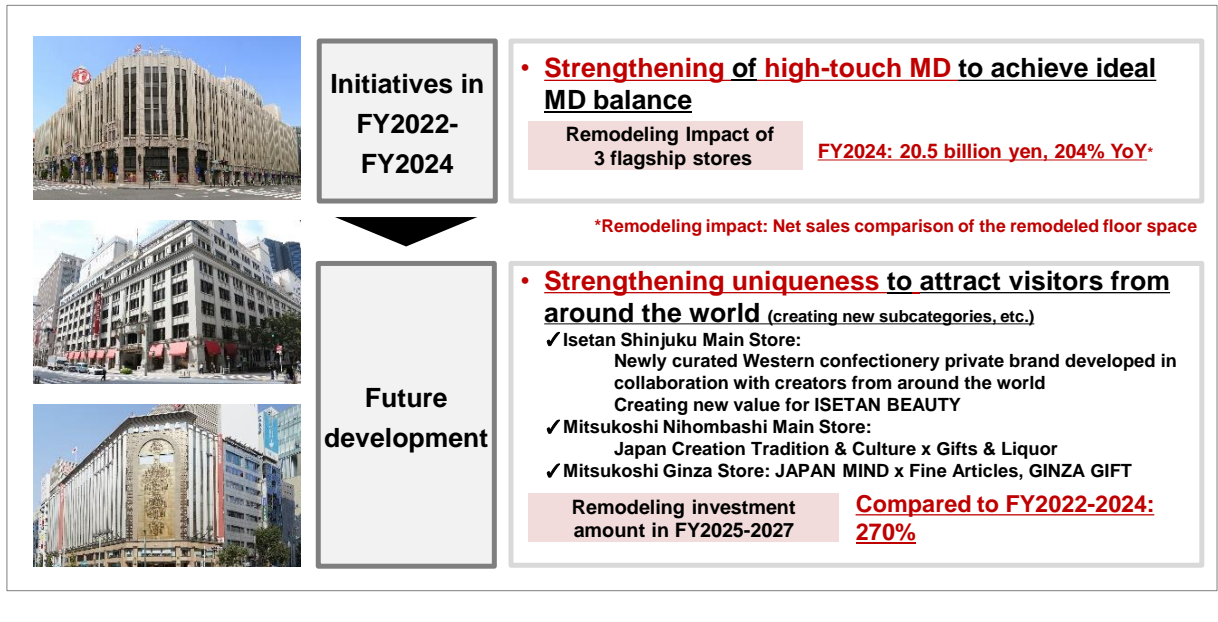 Initiatives in
FY2022-
FY2024
• Strengthening of high-touch MD to achieve ideal
MD balance
Remodeling Impact of
3 flagship stores
FY2024: 20.5 billion yen, 204% YoY*
*Remodeling impact: Net sales comparison of the remodeled floor space
Future
development
• Strengthening uniqueness to attract visitors from
around the world (creating new subcategories, etc.)
✓Isetan Shinjuku Main Store:
Newly curated Western confectionery private brand developed in
collaboration with creators from around the world
Creating new value for ISETAN BEAUTY
✓Mitsukoshi Nihombashi Main Store:
Japan Creation Tradition & Culture x Gifts & Liquor
✓Mitsukoshi Ginza Store: JAPAN MIND x Fine Articles, GINZA GIFT
Remodeling investment
amount in FY2025-2027
Compared to FY2022-2024:
270%